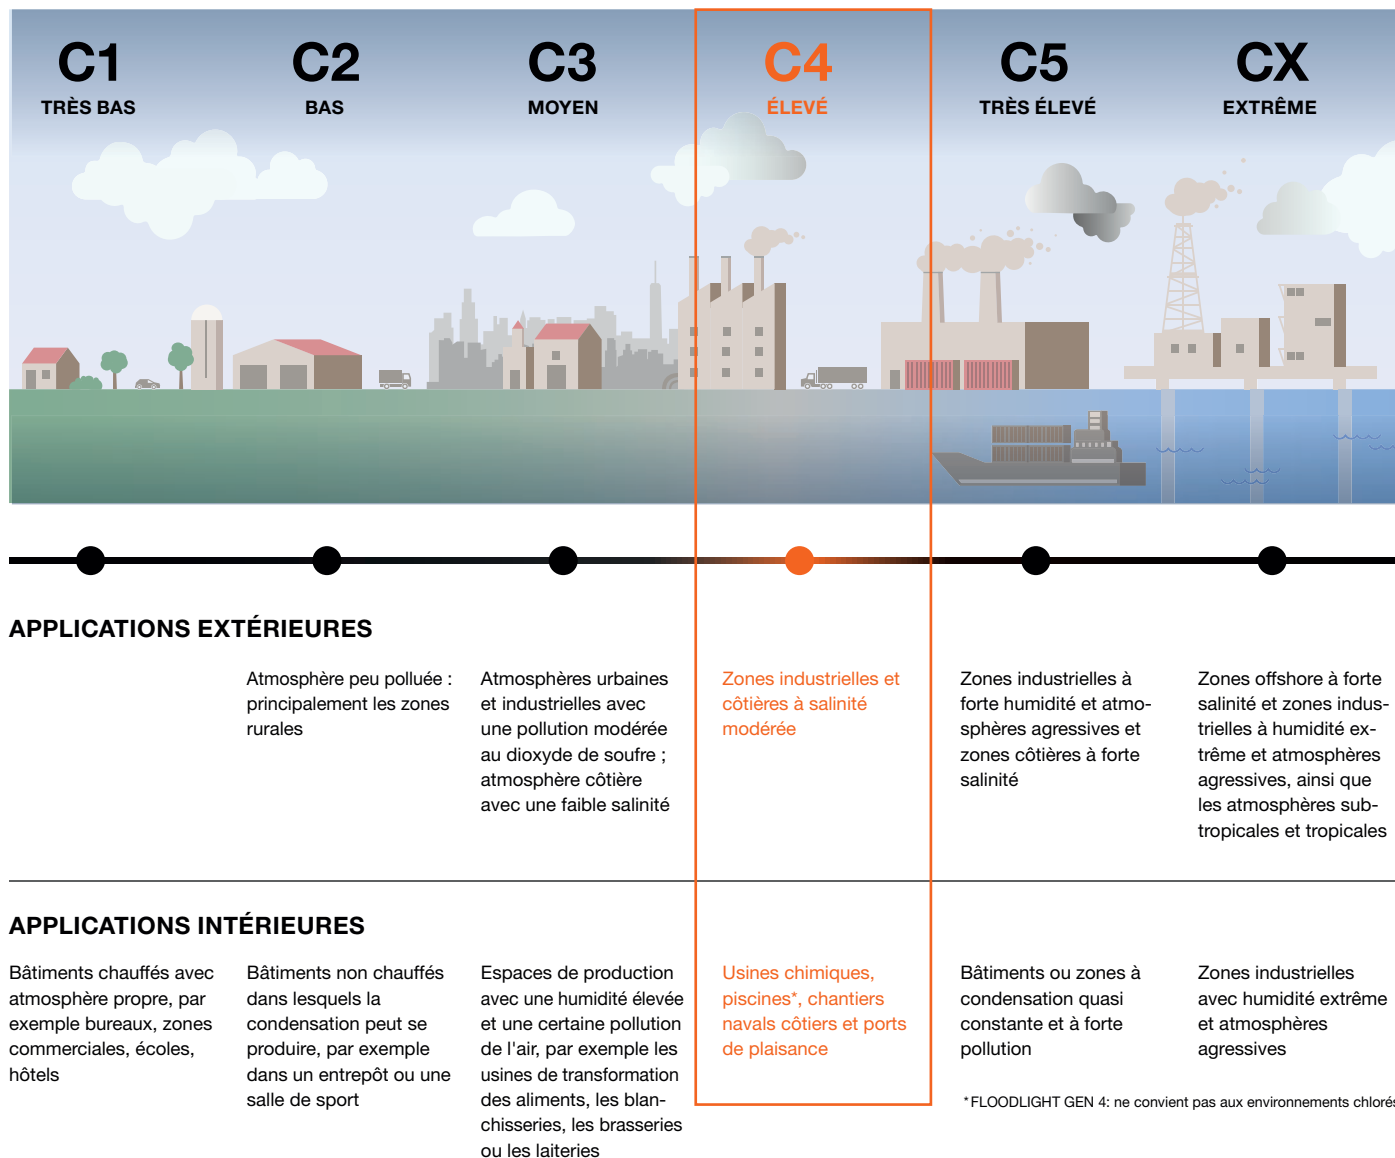 C1
TRÈS BAS
C2
BAS
C3
MOYEN
C4
ÉLEVÉ
C5
TRÈS ÉLEVÉ
CX
EXTRÊME
APPLICATIONS EXTÉRIEURES
Atmosphère peu polluée :
principalement les zones
rurales
Atmosphères urbaines
et industrielles avec
une pollution modérée
au dioxyde de soufre ;
atmosphère côtière
avec une faible salinité
Zones industrielles et
côtières à salinité
modérée
Zones industrielles à
forte humidité et atmo-
sphères agressives et
zones côtières à forte
salinité
Zones offshore à forte
salinité et zones indus-
trielles à humidité ex-
trême et atmosphères
agressives, ainsi que
les atmosphères sub-
tropicales et tropicales
APPLICATIONS INTÉRIEURES
Bâtiments chauffés avec
atmosphère propre, par
exemple bureaux, zones
commerciales, écoles,
hôtels
Bâtiments non chauffés
dans lesquels la
condensation peut se
produire, par exemple
dans un entrepôt ou une
salle de sport
Espaces de production
avec une humidité élevée
et une certaine pollution
de l'air, par exemple les
usines de transformation
des aliments, les blan-
chisseries, les brasseries
ou les laiteries
Usines chimiques,
piscines*, chantiers
navals côtiers et ports
de plaisance
Bâtiments ou zones à
condensation quasi
constante et à forte
pollution
Zones industrielles
avec humidité extrême
et atmosphères
agressives
*FLOODLIGHT GEN 4: ne convient pas aux environnements chlorés